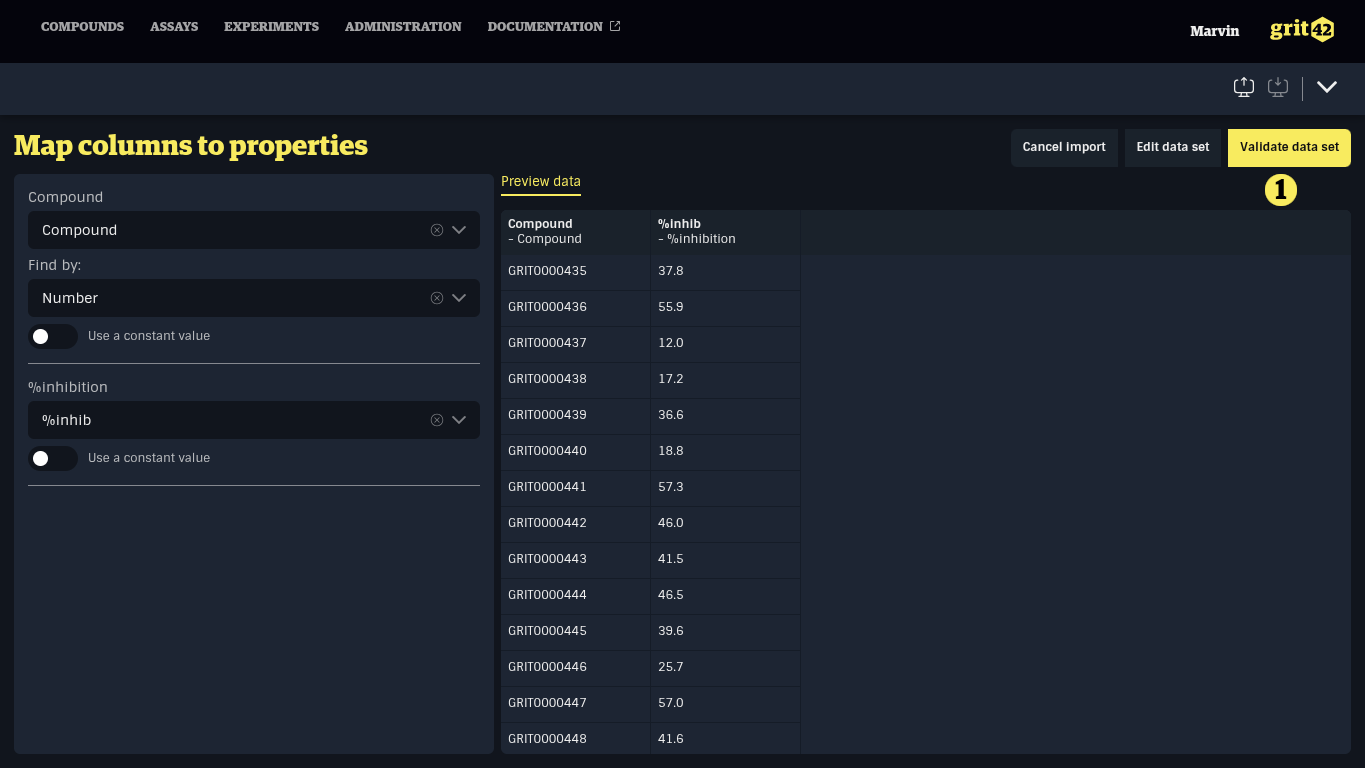 COMPOUNDS ASSAYS EXPERIMENTS ADMINISTRATION DOCUMENTATION Marvin grit42
Map columns to properties
Cancel import Edit data set Validate data set
1
Compound
Compound
Find by:
Number
Use a constant value
%inhibition
%inhib
Use a constant value
Preview data
Compound %inhib
- Compound - %inhibition
GRIT0000435 37.8
GRIT0000436 55.9
GRIT0000437 12.0
GRIT0000438 17.2
GRIT0000439 36.6
GRIT0000440 18.8
GRIT0000441 57.3
GRIT0000442 46.0
GRIT0000443 41.5
GRIT0000444 46.5
GRIT0000445 39.6
GRIT0000446 25.7
GRIT0000447 57.0
GRIT0000448 41.6